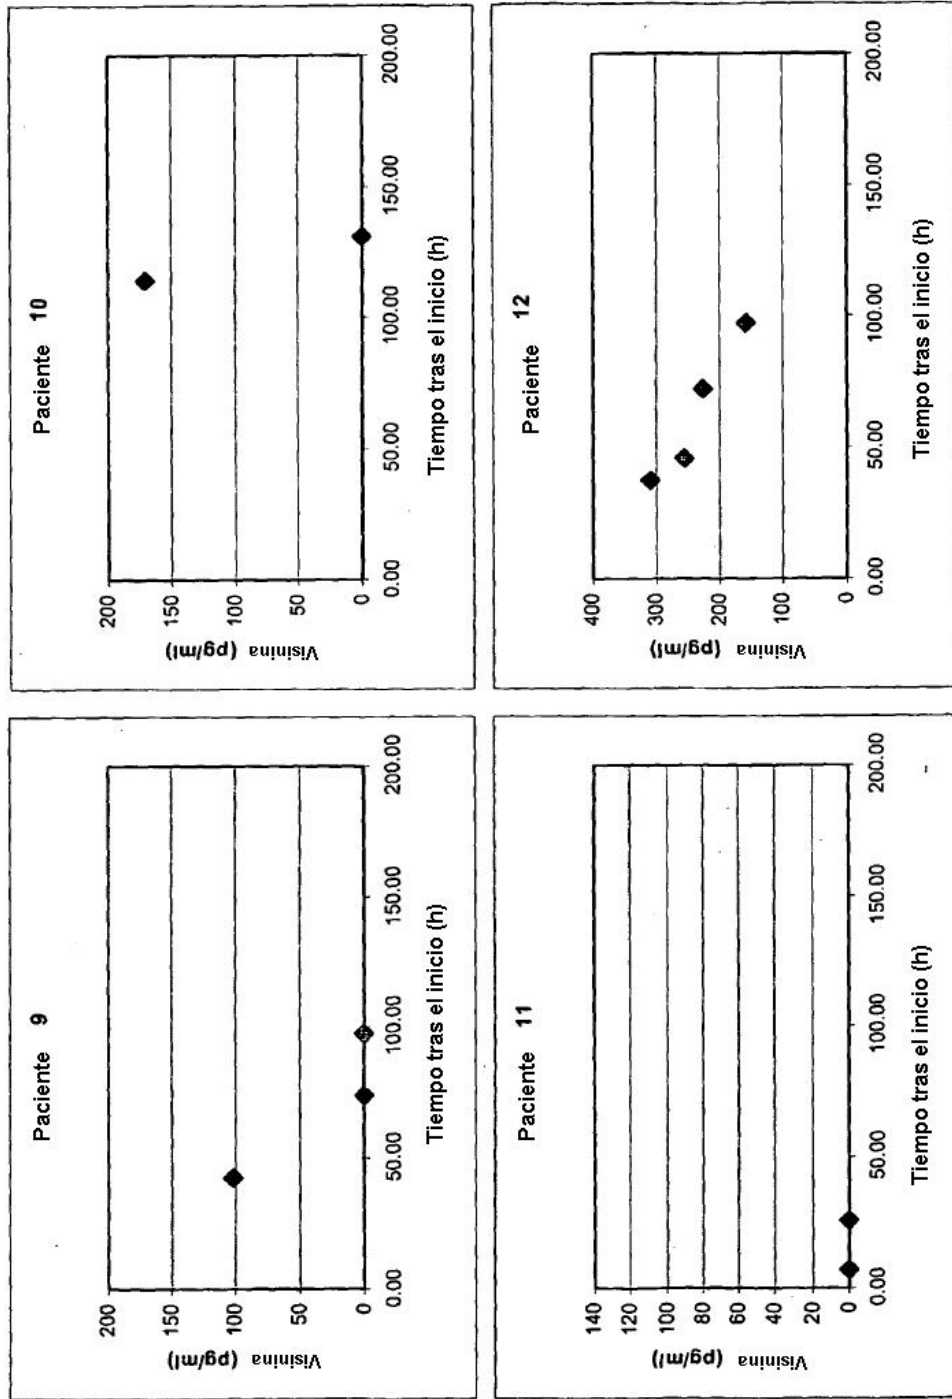 Paciente 9
200
150
100
50
0
Visinina
(pg/ml)
0.00 50.00 100.00 150.00 200.00
Tiempo tras el inicio (h)
Paciente 10
200
150
100
50
0
Visinina
(pg/ml)
0.00 50.00 100.00 150.00 200.00
Tiempo tras el inicio (h)
Paciente 11
140
120
100
80
60
40
20
0
Visinina
(pg/ml)
0.00 50.00 100.00 150.00 200.00
Tiempo tras el inicio (h)
Paciente 12
400
300
200
100
0
Visinina
(pg/ml)
0.00 50.00 100.00 150.00 200.00
Tiempo tras el inicio (h)